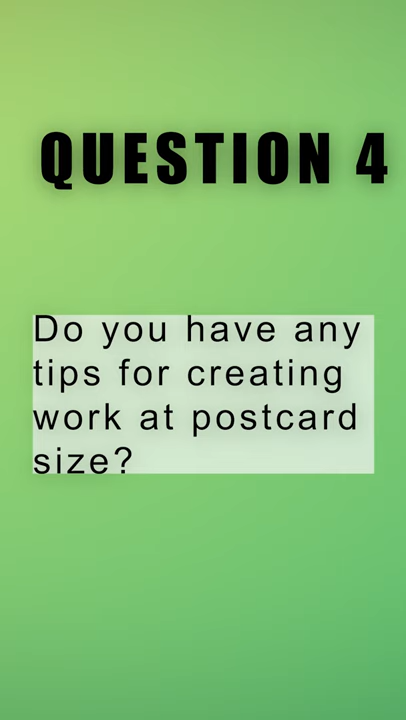 QUESTION 4
Do you have any
tips for creating
work at postcard
size?